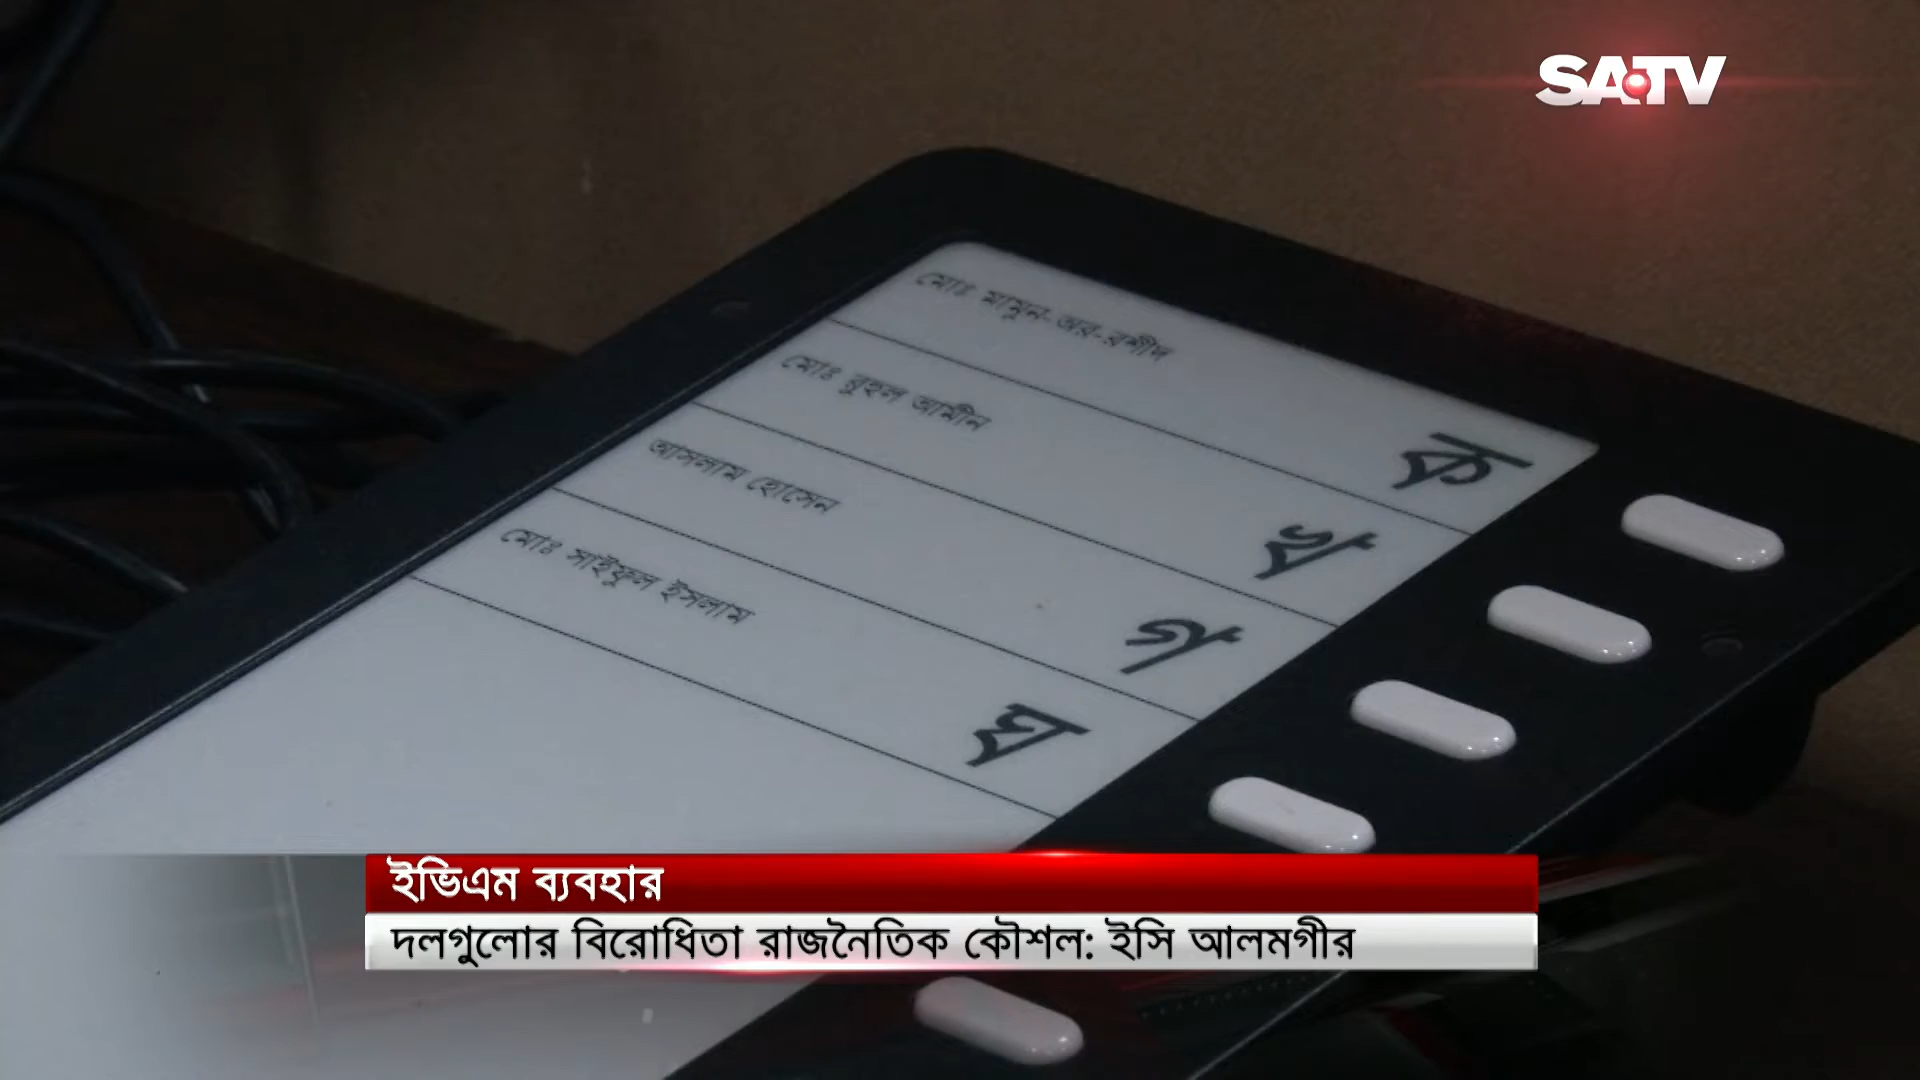 SATV
মোঃ মামুন-অর-রশীদ
ক
মোঃ রুহুল আমীন
খ
আসলাম হোসেন
গ
মোঃ সাইফুল ইসলাম
ঘ
ইভিএম ব্যবহার
দলগুলোর বিরোধিতা রাজনৈতিক কৌশল: ইসি আলমগীর